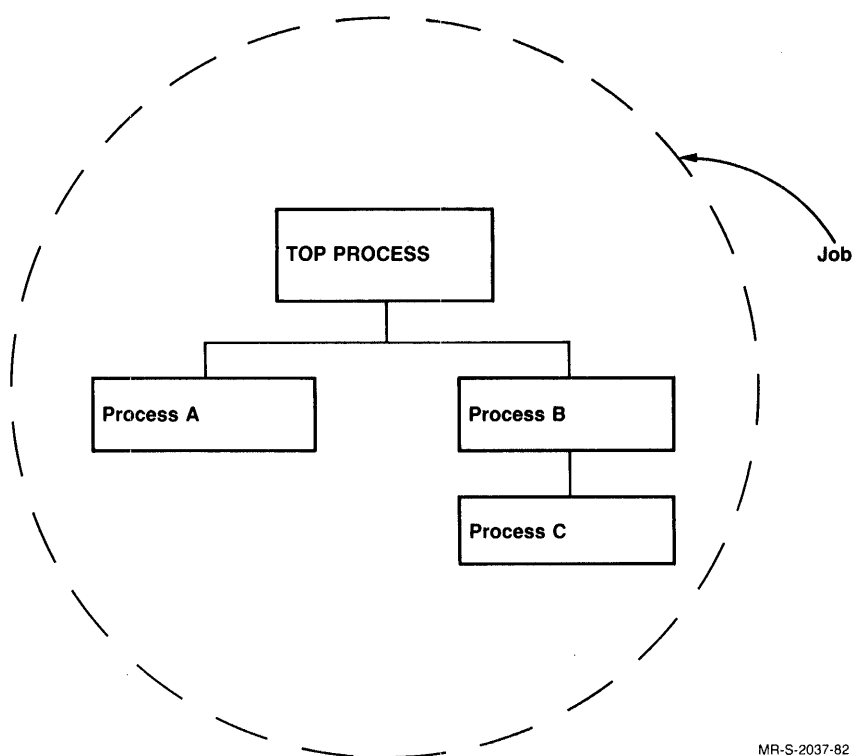 Job
TOP PROCESS
Process A
Process B
Process C
MR-S-2037-82